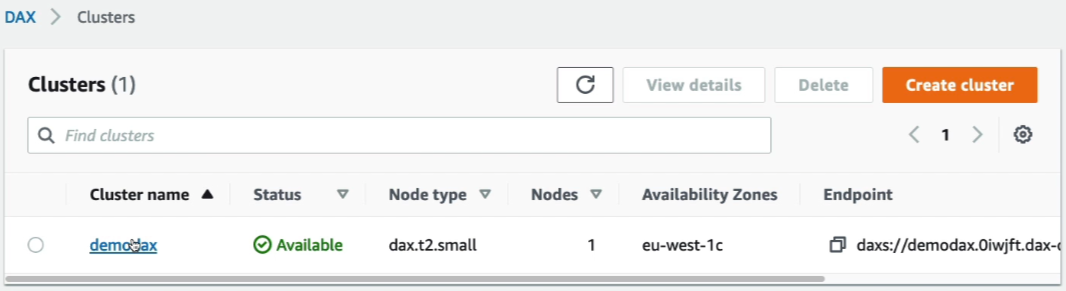 DAX > Clusters
Clusters (1) View details Delete Create cluster
Find clusters 1
Cluster name Status Node type Nodes Availability Zones Endpoint
demodax Available dax.t2.small 1 eu-west-1c daxs://demodax.0iwjft.dax-c